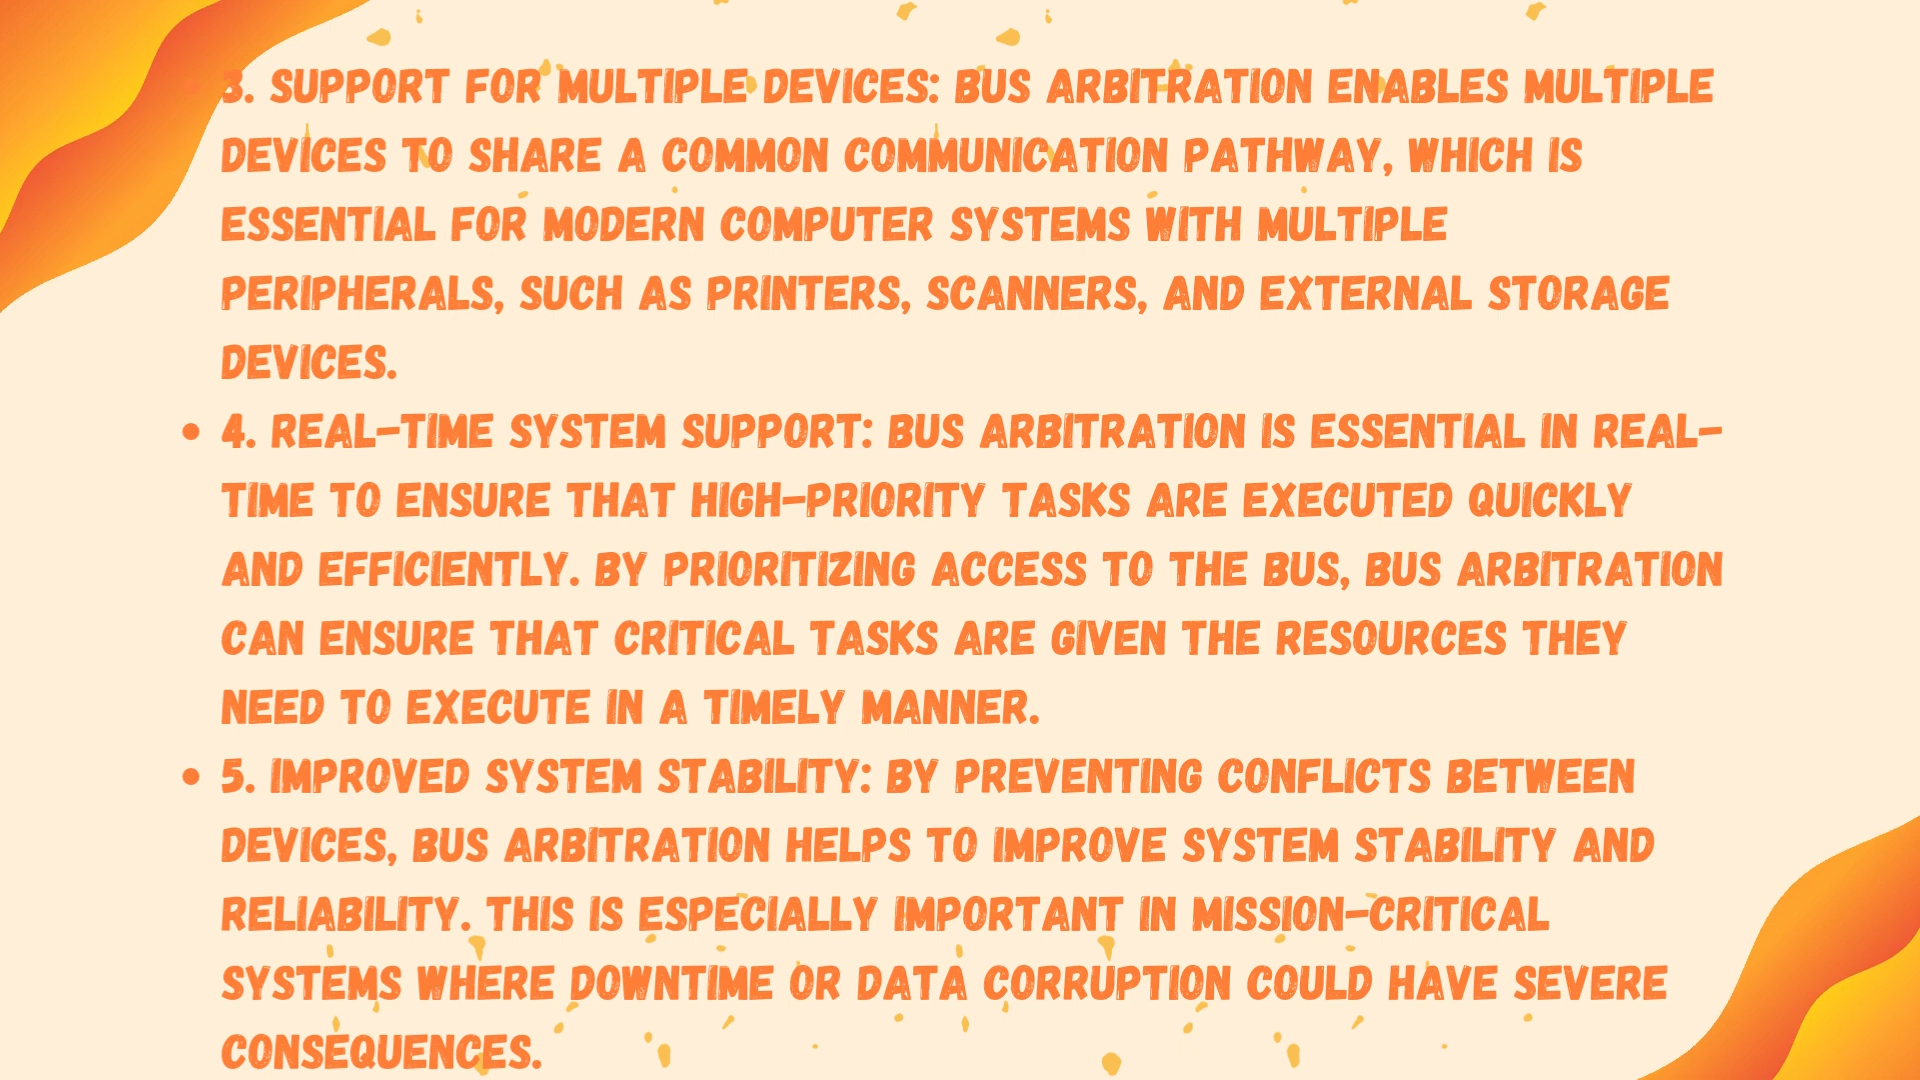 3. SUPPORT FOR MULTIPLE DEVICES: BUS ARBITRATION ENABLES MULTIPLE
DEVICES TO SHARE A COMMON COMMUNICATION PATHWAY, WHICH IS
ESSENTIAL FOR MODERN COMPUTER SYSTEMS WITH MULTIPLE
PERIPHERALS, SUCH AS PRINTERS, SCANNERS, AND EXTERNAL STORAGE
DEVICES.
• 4. REAL-TIME SYSTEM SUPPORT: BUS ARBITRATION IS ESSENTIAL IN REAL-
TIME TO ENSURE THAT HIGH-PRIORITY TASKS ARE EXECUTED QUICKLY
AND EFFICIENTLY. BY PRIORITIZING ACCESS TO THE BUS, BUS ARBITRATION
CAN ENSURE THAT CRITICAL TASKS ARE GIVEN THE RESOURCES THEY
NEED TO EXECUTE IN A TIMELY MANNER.
• 5. IMPROVED SYSTEM STABILITY: BY PREVENTING CONFLICTS BETWEEN
DEVICES, BUS ARBITRATION HELPS TO IMPROVE SYSTEM STABILITY AND
RELIABILITY. THIS IS ESPECIALLY IMPORTANT IN MISSION-CRITICAL
SYSTEMS WHERE DOWNTIME OR DATA CORRUPTION COULD HAVE SEVERE
CONSEQUENCES.